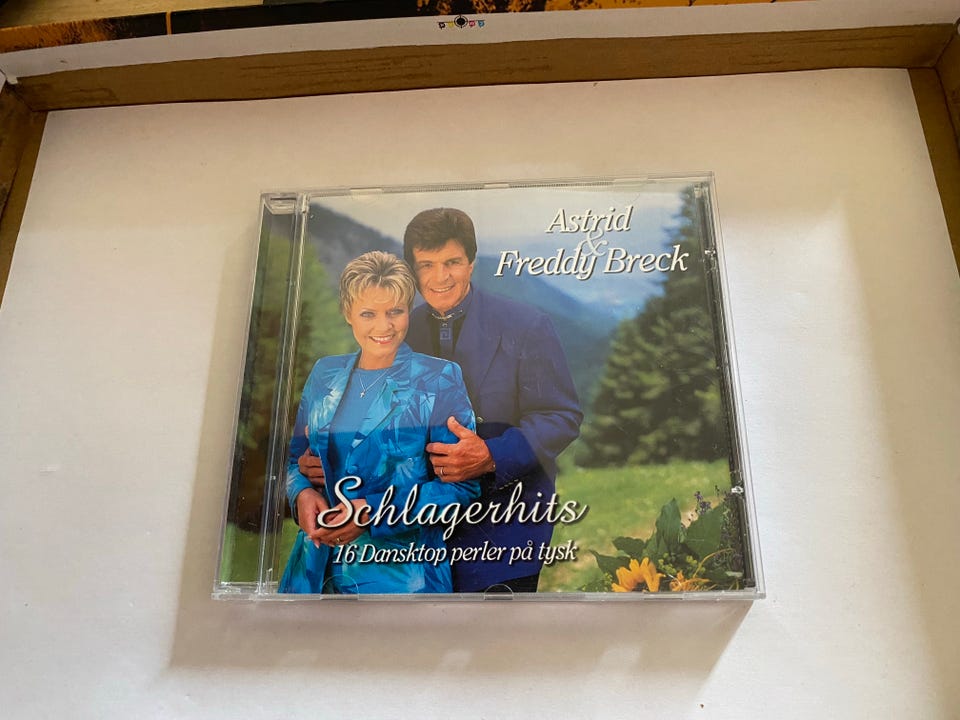 Astrid
&
Freddy Breck
Schlagerhits
16 Dansktop perler på tysk